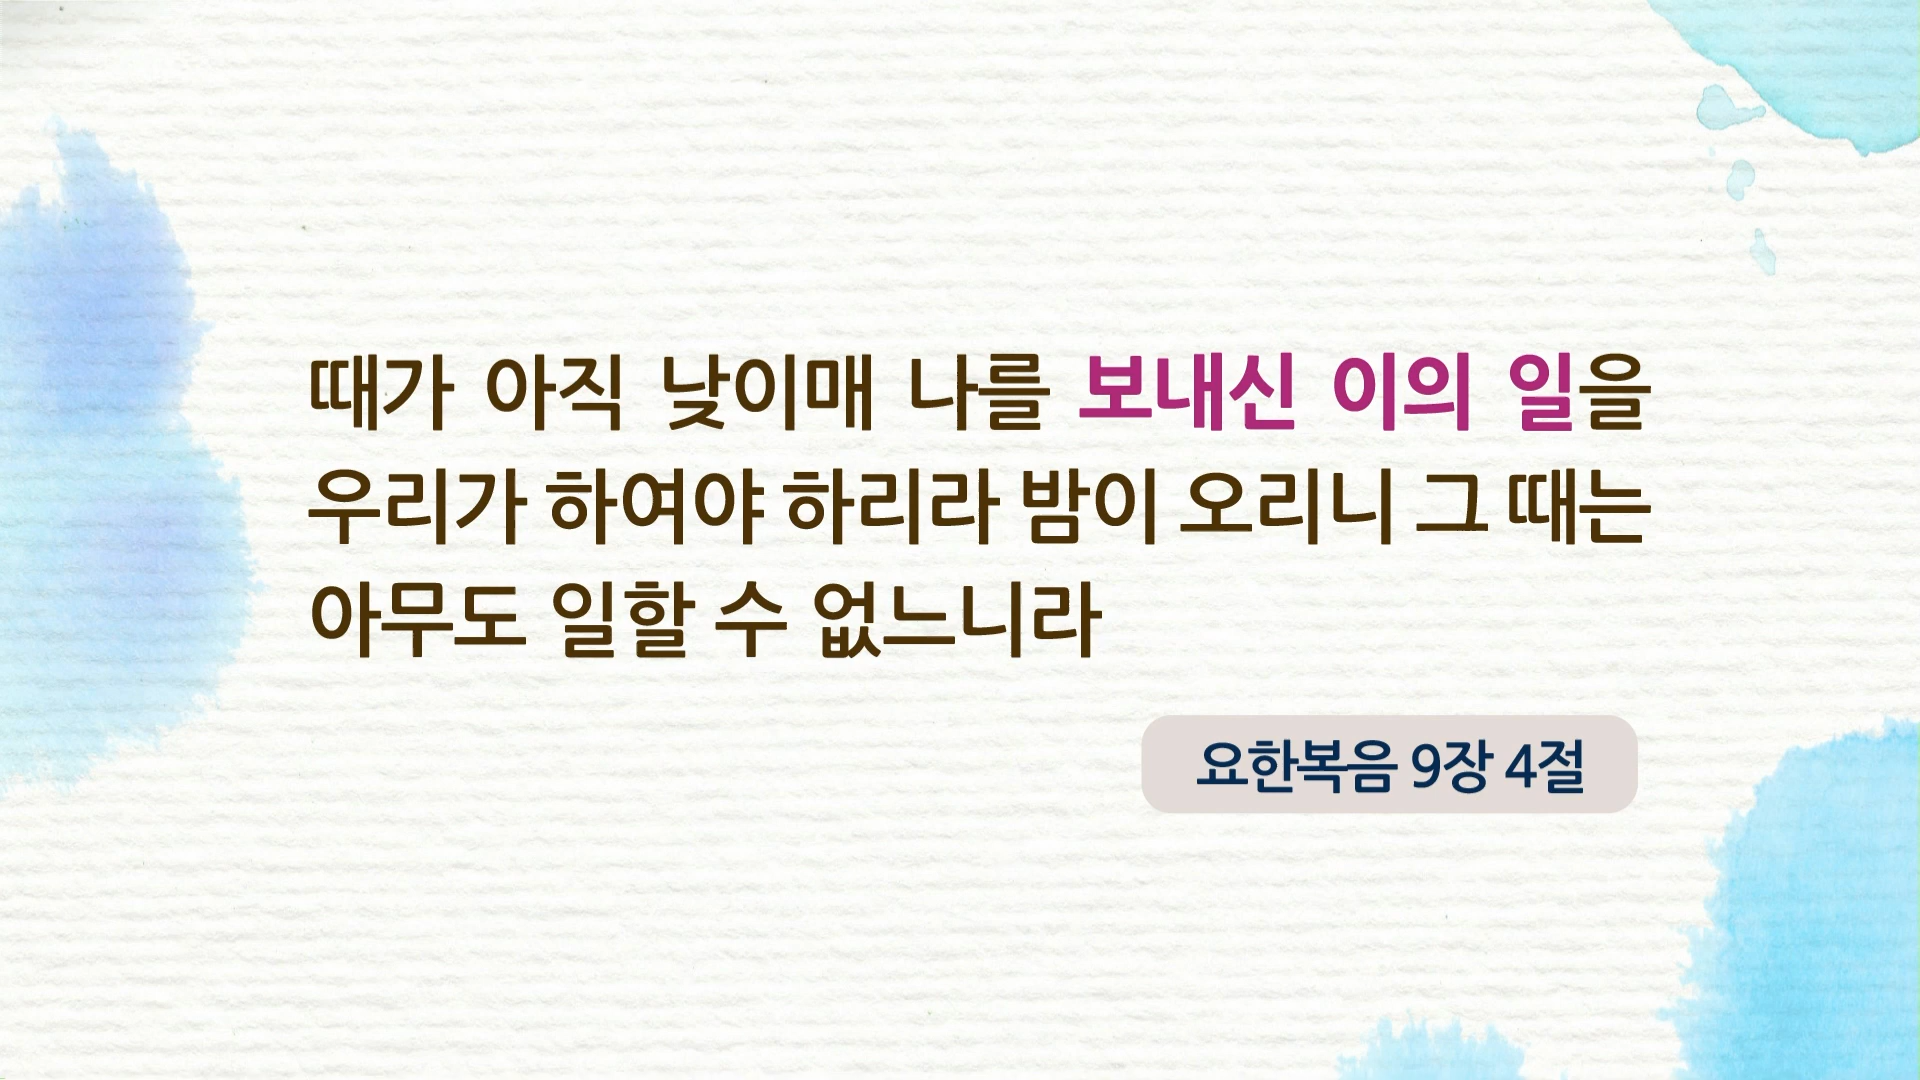 때가 아직 낮이매 나를 보내신 이의 일을
우리가 하여야 하리라 밤이 오리니 그 때는
아무도 일할 수 없느니라
요한복음 9장 4절